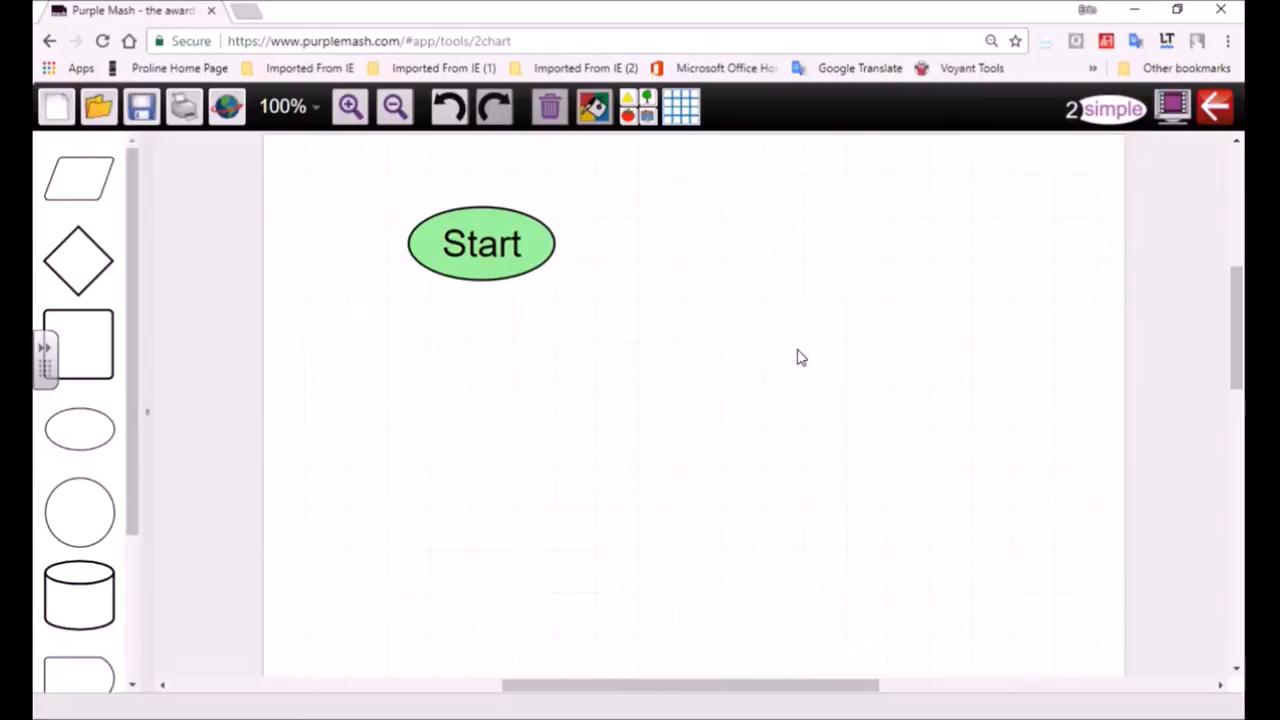 Purple Mash - the award
Secure
https://www.purplemash.com/#app/tools/2chart
LT
Apps
Proline Home Page
Imported From IE
Imported From IE (1)
Imported From IE (2)
Microsoft Office Ho
Google Translate
Voyant Tools
»
Other bookmarks
100%
2simple
Start